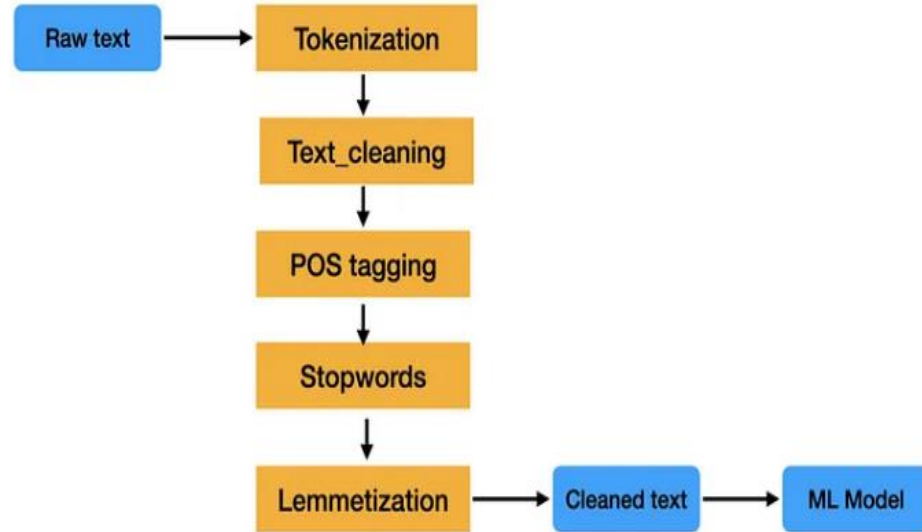 Raw text
Tokenization
Text_cleaning
POS tagging
Stopwords
Lemmetization
Cleaned text
ML Model